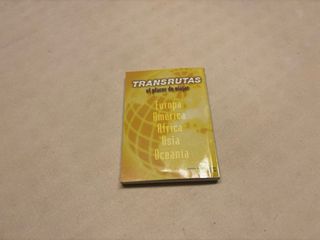 TRANSRUTAS
el placer de viajar
Europa
América
África
Asia
Oceanía